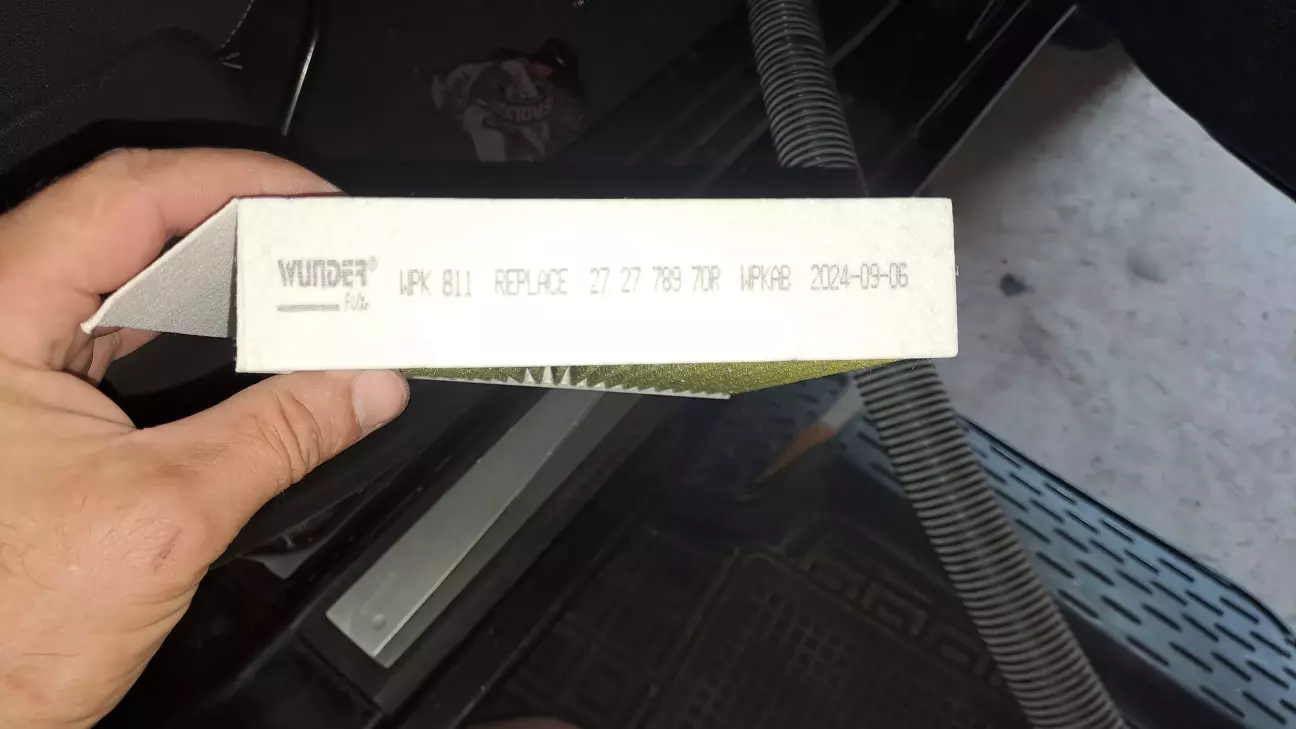 WUNDER® WPK 811 REPLACE 27 27 789 70R WPKAB 2024-09-06